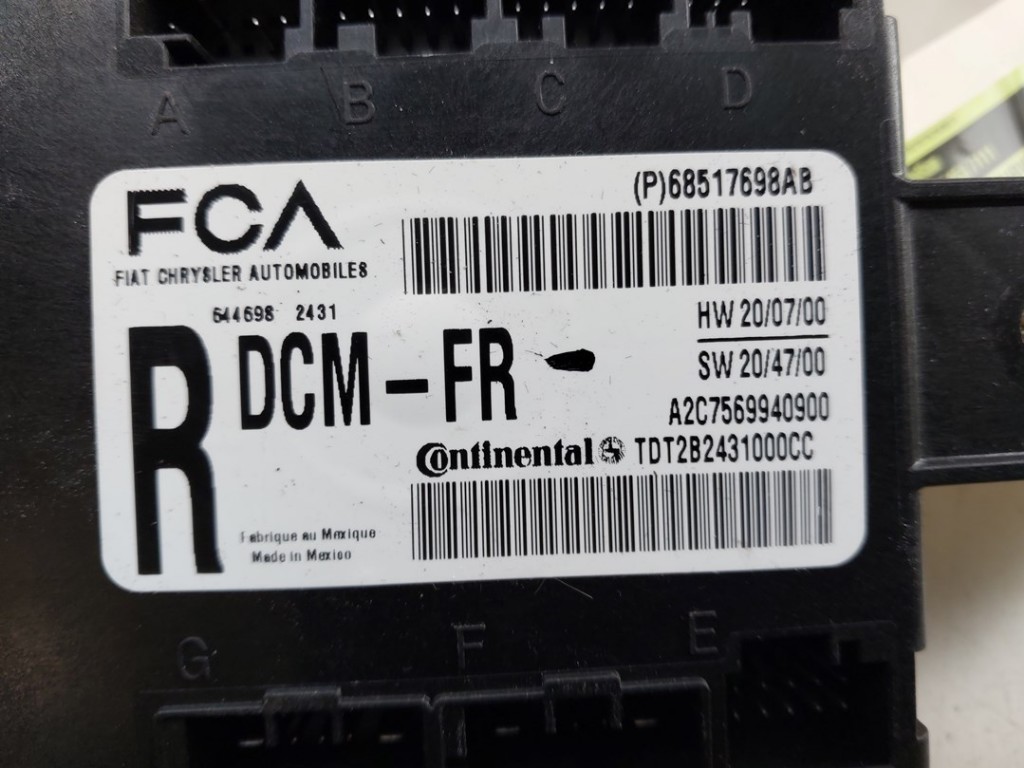 A B C D
FCA
FIAT CHRYSLER AUTOMOBILES
(P)68517698AB
644698 2431
HW 20/07/00
R
DCM-FR-
SW 20/47/00
A2C7569940900
Continental
TDT2B2431000CC
Fabrique au Mexique
Made in Mexico
G F E